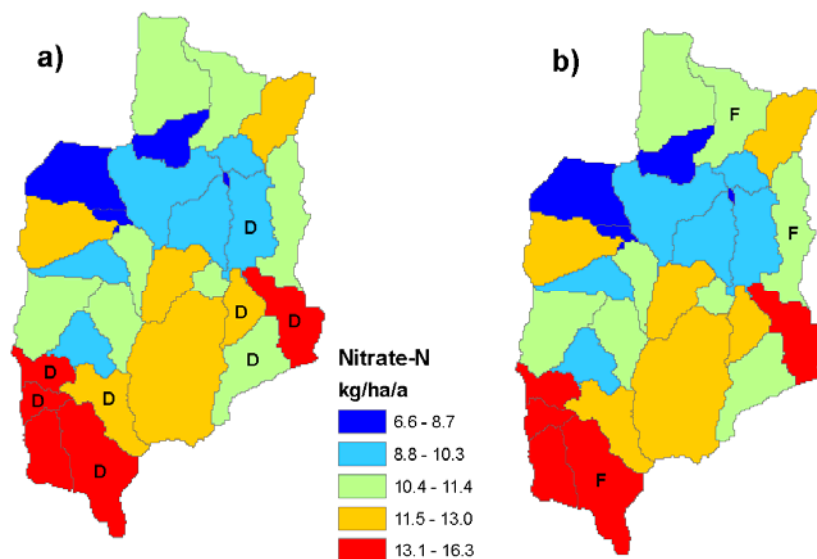 a)
b)
F
D
F
D
D
D
D
D
D
D
F
Nitrate-N
kg/ha/a
6.6 - 8.7
8.8 - 10.3
10.4 - 11.4
11.5 - 13.0
13.1 - 16.3